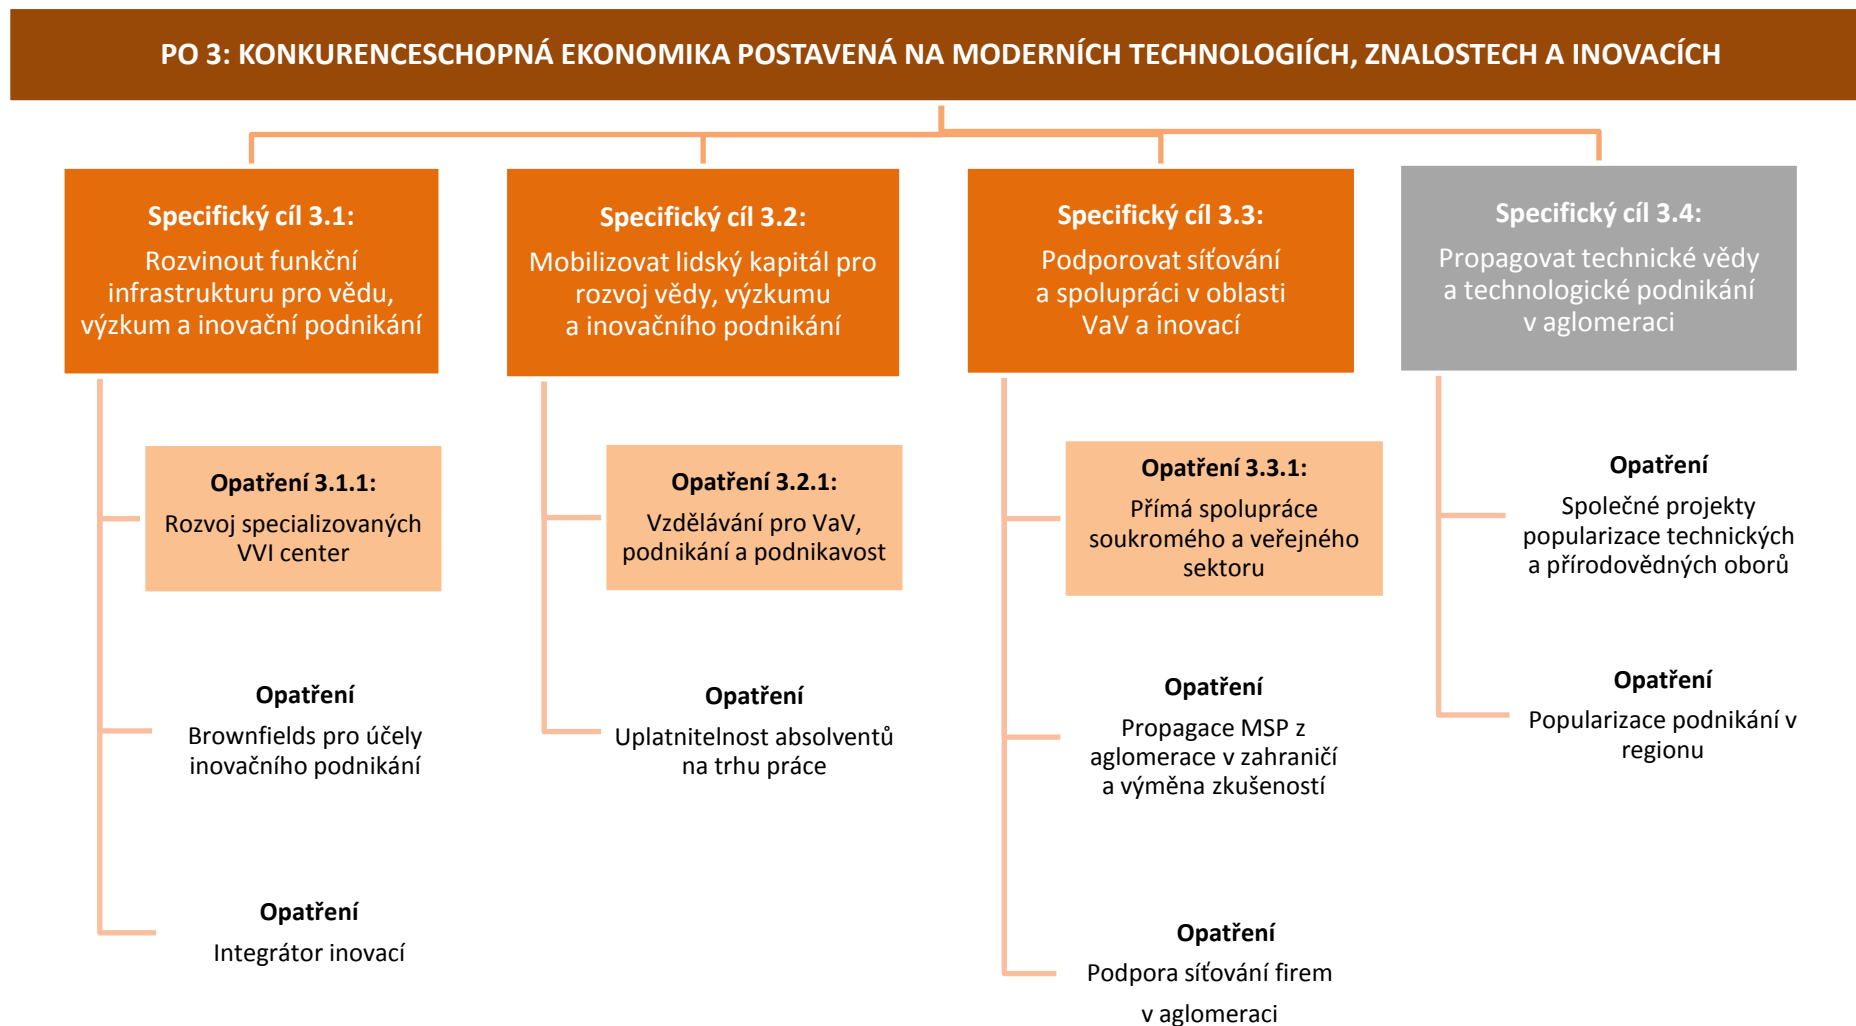 PO 3: KONKURENCESCHOPNÁ EKONOMIKA POSTAVENÁ NA MODERNÍCH TECHNOLOGIÍCH, ZNALOSTECH A INOVACÍCH
Specifický cíl 3.1:
Rozvinout funkční
infrastrukturu pro vědu,
výzkum a inovační podnikání
Opatření 3.1.1:
Rozvoj specializovaných
VVI center
Opatření
Brownfields pro účely
inovačního podnikání
Opatření
Integrátor inovací
Specifický cíl 3.2:
Mobilizovat lidský kapitál pro
rozvoj vědy, výzkumu
a inovačního podnikání
Opatření 3.2.1:
Vzdělávání pro VaV,
podnikání a podnikavost
Opatření
Uplatnitelnost absolventů
na trhu práce
Specifický cíl 3.3:
Podporovat síťování
a spolupráci v oblasti
VaV a inovací
Opatření 3.3.1:
Přímá spolupráce
soukromého a veřejného
sektoru
Opatření
Propagace MSP z
aglomerace v zahraničí
a výměna zkušeností
Opatření
Podpora síťování firem
v aglomeraci
Specifický cíl 3.4:
Propagovat technické vědy
a technologické podnikání
v aglomeraci
Opatření
Společné projekty
popularizace technických
a přírodovědných oborů
Opatření
Popularizace podnikání v
regionu